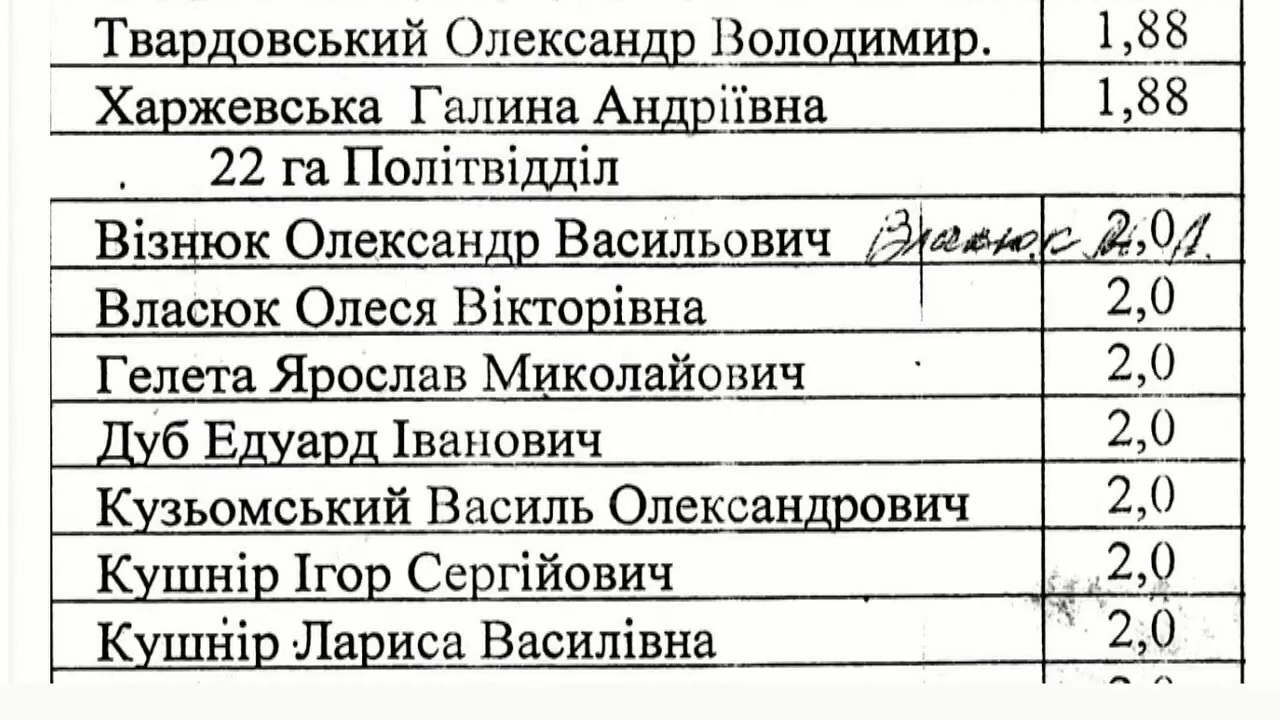 Твардовський Олександр Володимир. 1,88
Харжевська Галина Андріївна 1,88
22 га Політвідділ
Візнюк Олександр Васильович 2,0
Власюк Олеся Вікторівна 2,0
Гелета Ярослав Миколайович 2,0
Дуб Едуард Іванович 2,0
Кузьомський Василь Олександрович 2,0
Кушнір Ігор Сергійович 2,0
Кушнір Лариса Василівна 2,0